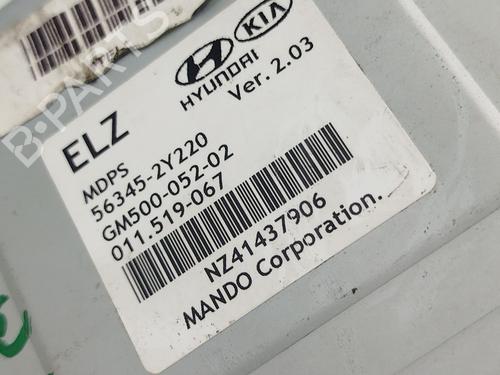 HYUNDAI
KIA
ELZ
Ver. 2.03
MDPS
56345-2Y220
GM500-052-02
011.519-067
NZ41437906
MANDO Corporation.
B-PARTS